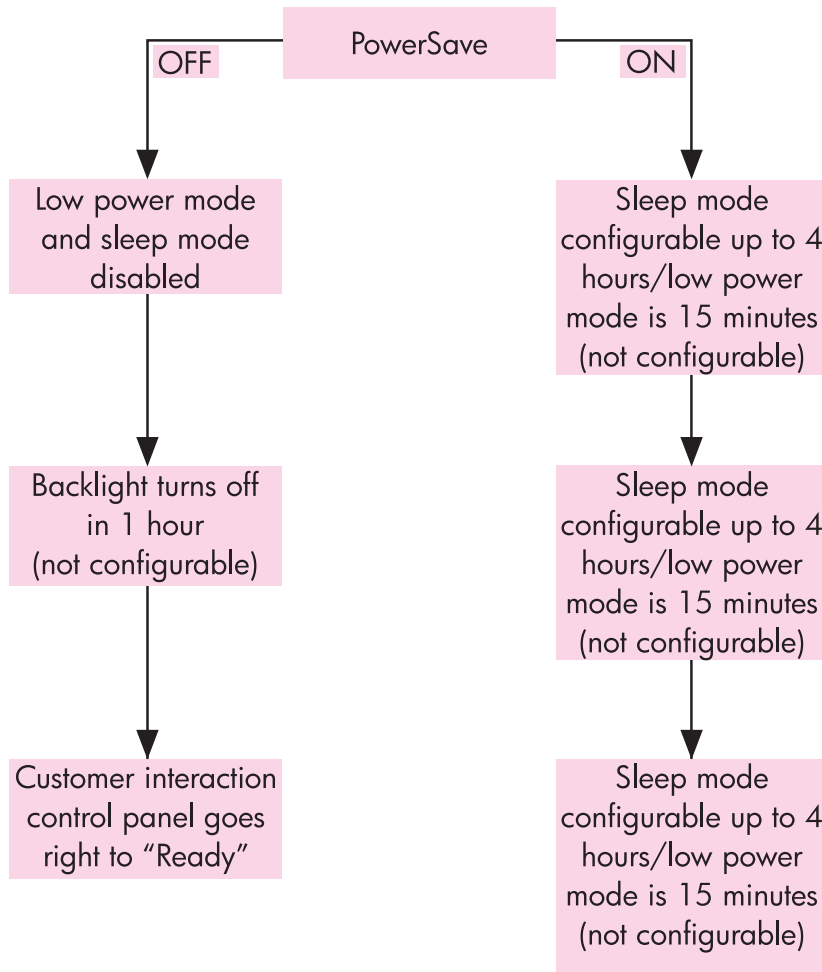 PowerSave
OFF
ON
Low power mode
and sleep mode
disabled
Sleep mode
configurable up to 4
hours/low power
mode is 15 minutes
(not configurable)
Backlight turns off
in 1 hour
(not configurable)
Sleep mode
configurable up to 4
hours/low power
mode is 15 minutes
(not configurable)
Customer interaction
control panel goes
right to “Ready”
Sleep mode
configurable up to 4
hours/low power
mode is 15 minutes
(not configurable)